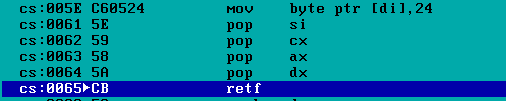 cs:005E C60524 mov byte ptr [di],24
cs:0061 5E pop si
cs:0062 59 pop cx
cs:0063 58 pop ax
cs:0064 5A pop dx
cs:0065►CB retf